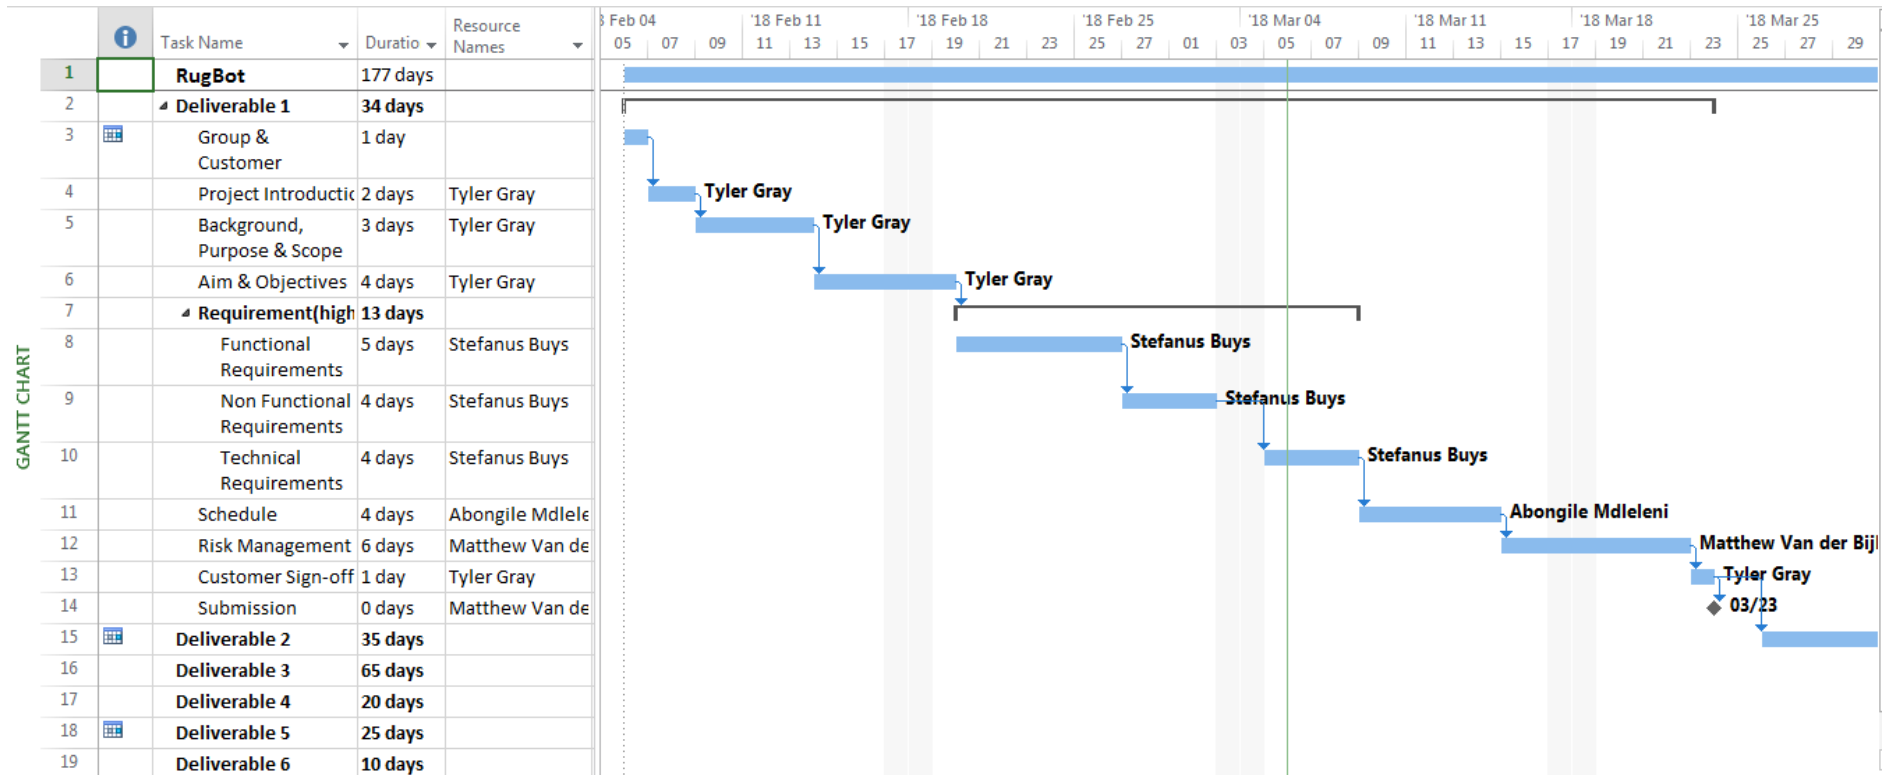 3 Feb 04 '18 Feb 11 '18 Feb 18 '18 Feb 25 '18 Mar 04 '18 Mar 11 '18 Mar 18 '18 Mar 25
Task Name Duratio Resource Names
05 07 09 11 13 15 17 19 21 23 25 27 01 03 05 07 09 11 13 15 17 19 21 23 25 27 29
1 RugBot 177 days
2 Deliverable 1 34 days
3 Group & 1 day
Customer
4 Project Introductic 2 days Tyler Gray Tyler Gray
5 Background, 3 days Tyler Gray Tyler Gray
Purpose & Scope
6 Aim & Objectives 4 days Tyler Gray Tyler Gray
7 Requirement(high 13 days
8 Functional 5 days Stefanus Buys Stefanus Buys
Requirements
9 Non Functional 4 days Stefanus Buys Stefanus Buys
Requirements
10 Technical 4 days Stefanus Buys Stefanus Buys
Requirements
11 Schedule 4 days Abongile Mdlele Abongile Mdleleni
12 Risk Management 6 days Matthew Van de Matthew Van der Bijl
13 Customer Sign-off 1 day Tyler Gray Tyler Gray
14 Submission 0 days Matthew Van de 03/23
15 Deliverable 2 35 days
16 Deliverable 3 65 days
17 Deliverable 4 20 days
18 Deliverable 5 25 days
19 Deliverable 6 10 days
GANTT CHART